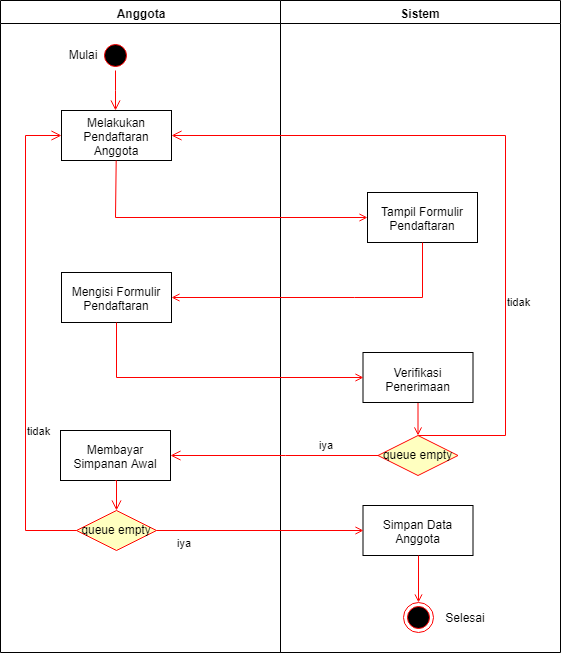 Anggota
Sistem
Mulai
Melakukan
Pendaftaran
Anggota
Tampil Formulir
Pendaftaran
Mengisi Formulir
Pendaftaran
tidak
Verifikasi
Penerimaan
tidak
Membayar
Simpanan Awal
iya
queue empty
queue empty
iya
Simpan Data
Anggota
Selesai